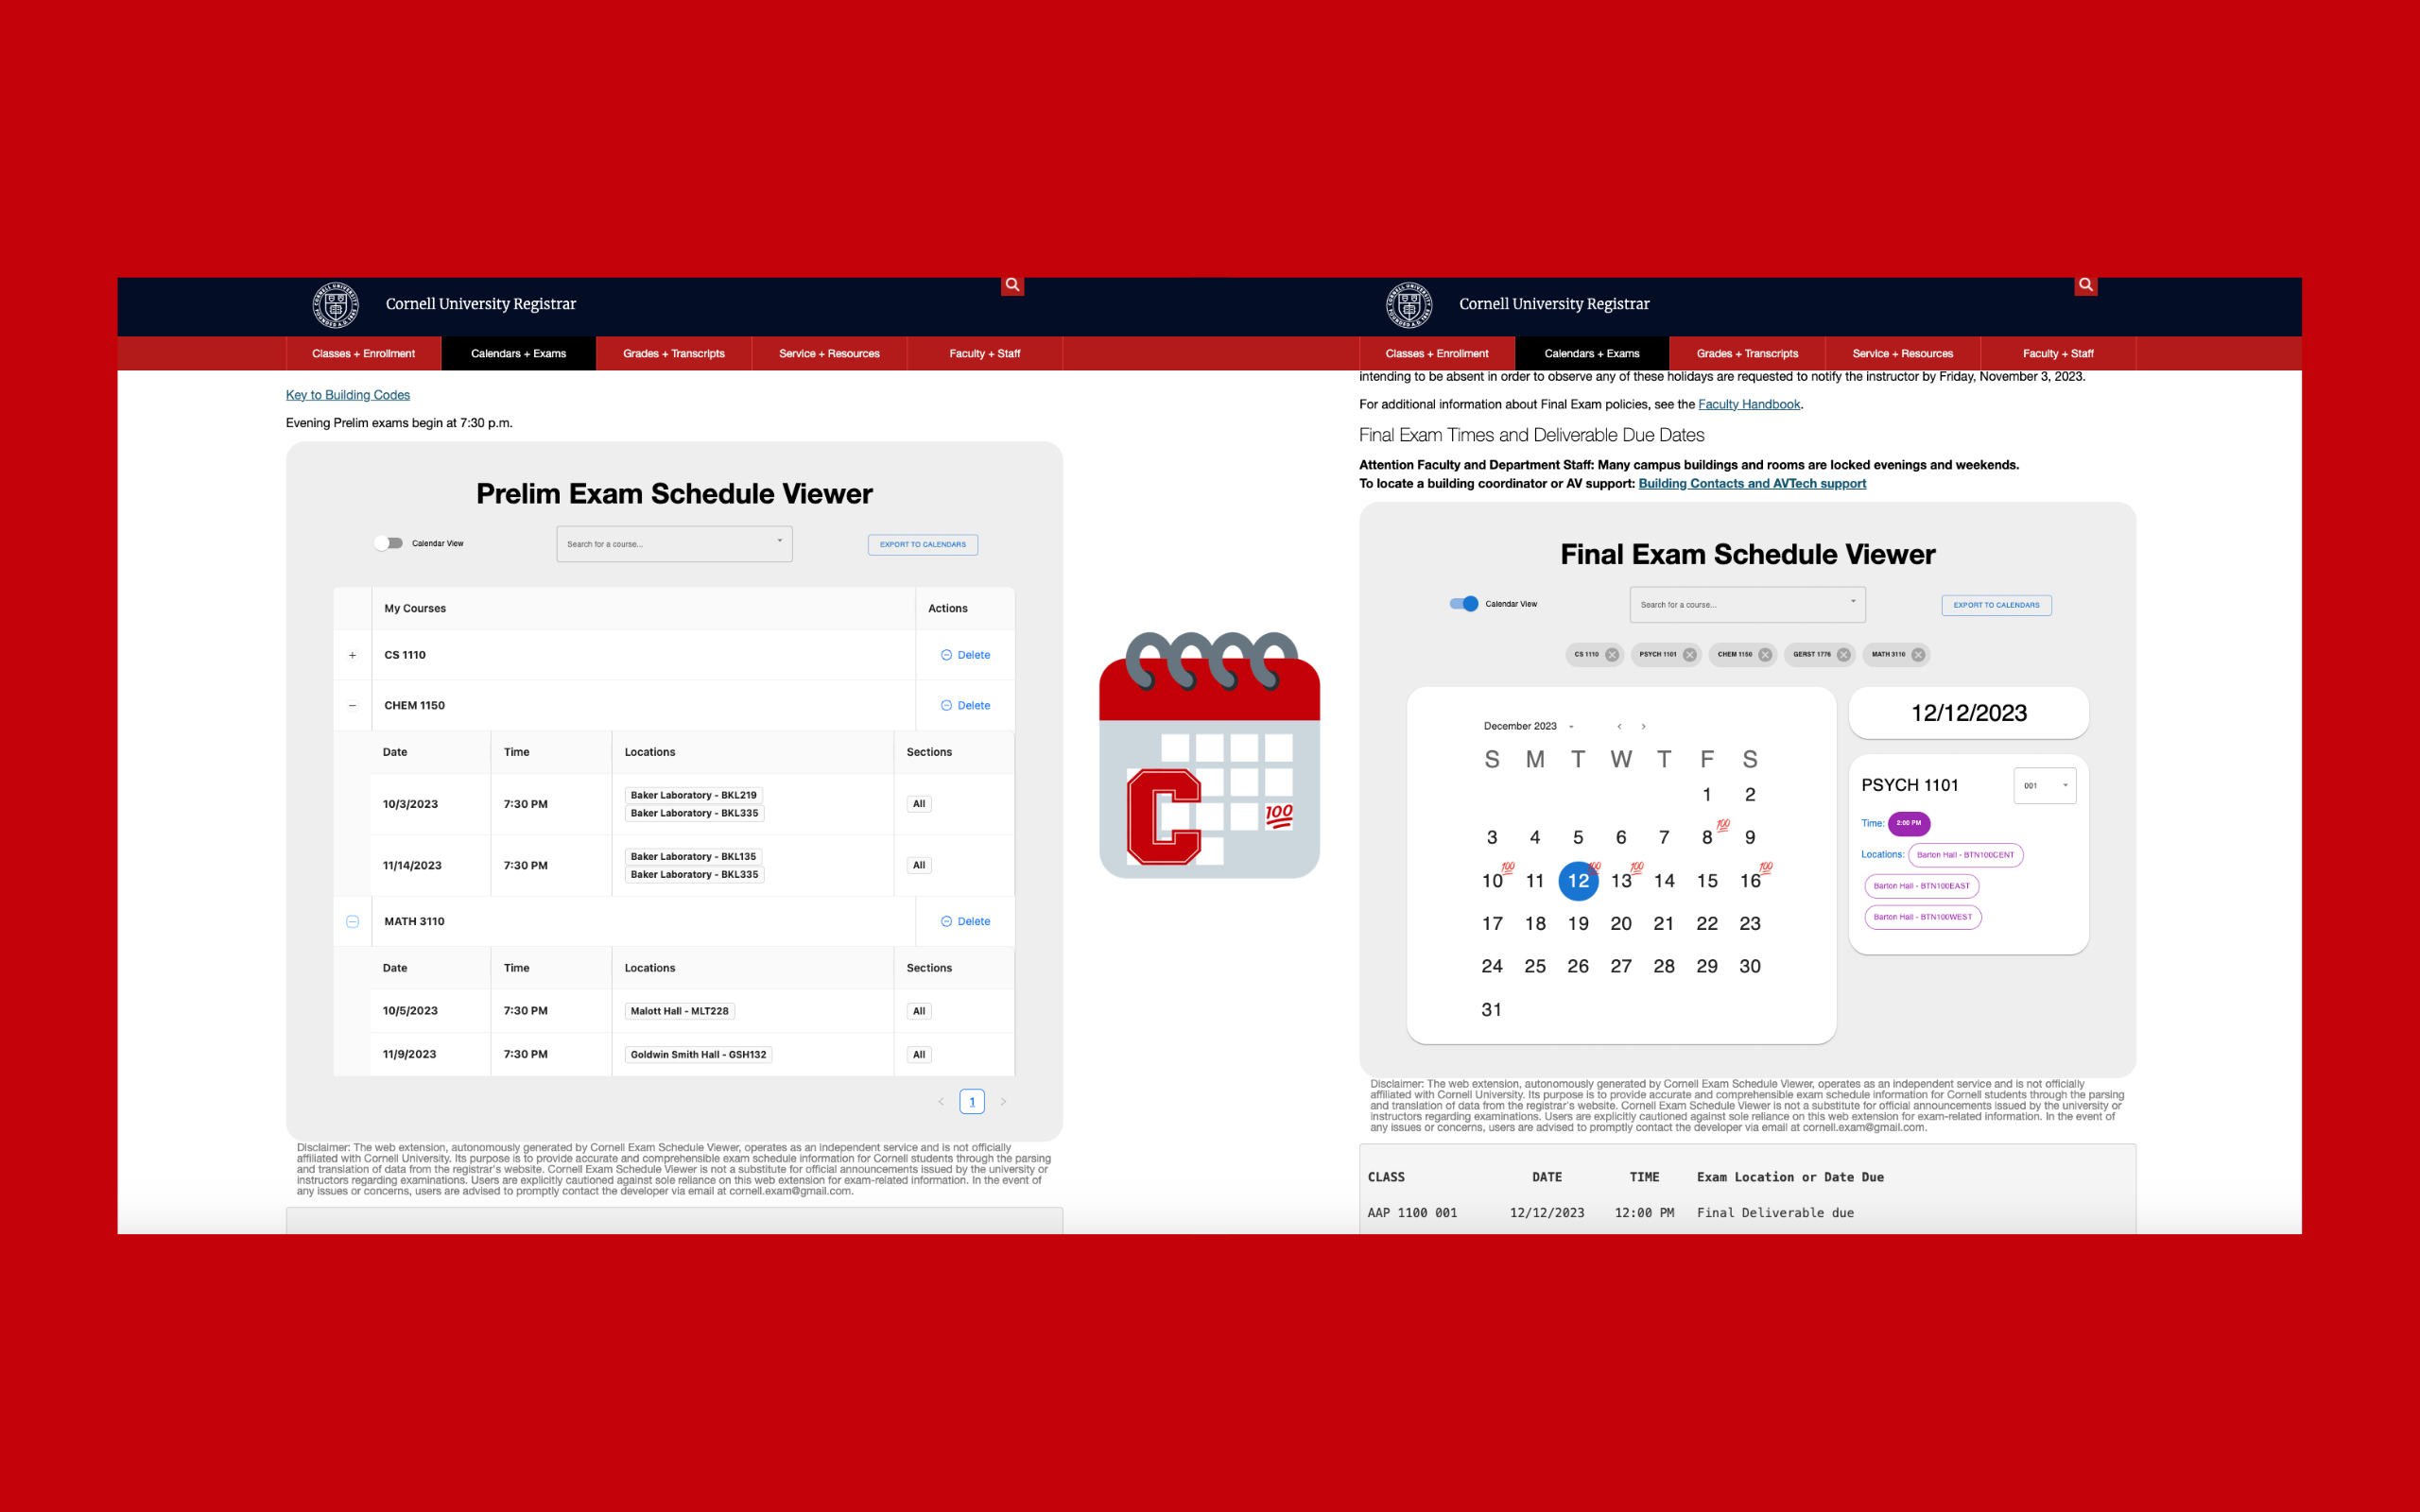 Cornell University Registrar
Classes + Enrollment
Calendars + Exams
Grades + Transcripts
Service + Resources
Faculty + Staff
Key to Building Codes
Evening Prelim exams begin at 7:30 p.m.
Prelim Exam Schedule Viewer
Calendar View
Search for a course...
EXPORT TO CALENDARS
My Courses Actions
+ CS 1110 Delete
− CHEM 1150 Delete
Date Time Locations Sections
10/3/2023 7:30 PM Baker Laboratory - BKL219 All
Baker Laboratory - BKL335
11/14/2023 7:30 PM Baker Laboratory - BKL135 All
Baker Laboratory - BKL335
MATH 3110 Delete
Date Time Locations Sections
10/5/2023 7:30 PM Malott Hall - MLT228 All
11/9/2023 7:30 PM Goldwin Smith Hall - GSH132 All
< 1 >
Disclaimer: The web extension, autonomously generated by Cornell Exam Schedule Viewer, operates as an independent service and is not officially
affiliated with Cornell University. Its purpose is to provide accurate and comprehensible exam schedule information for Cornell students through the parsing
and translation of data from the registrar's website. Cornell Exam Schedule Viewer is not a substitute for official announcements issued by the university or
instructors regarding examinations. Users are explicitly cautioned against sole reliance on this web extension for exam-related information. In the event of
any issues or concerns, users are advised to promptly contact the developer via email at cornell.exam@gmail.com.
C
100
Cornell University Registrar
Classes + Enrollment
Calendars + Exams
Grades + Transcripts
Service + Resources
Faculty + Staff
intending to be absent in order to observe any of these holidays are requested to notify the instructor by Friday, November 3, 2023.
For additional information about Final Exam policies, see the Faculty Handbook.
Final Exam Times and Deliverable Due Dates
Attention Faculty and Department Staff: Many campus buildings and rooms are locked evenings and weekends.
To locate a building coordinator or AV support: Building Contacts and AVTech support
Final Exam Schedule Viewer
Calendar View
Search for a course...
EXPORT TO CALENDARS
CS 1110
PSYCH 1101
CHEM 1150
GERST 1776
MATH 3110
December 2023 < >
S M T W T F S
1 2
3 4 5 6 7 8 100 9
10 100 11 12 100 13 100 14 15 16 100
17 18 19 20 21 22 23
24 25 26 27 28 29 30
31
12/12/2023
PSYCH 1101 001
Time: 2:00 PM
Locations: Barton Hall - BTN100CENT
Barton Hall - BTN100EAST
Barton Hall - BTN100WEST
Disclaimer: The web extension, autonomously generated by Cornell Exam Schedule Viewer, operates as an independent service and is not officially
affiliated with Cornell University. Its purpose is to provide accurate and comprehensible exam schedule information for Cornell students through the parsing
and translation of data from the registrar's website. Cornell Exam Schedule Viewer is not a substitute for official announcements issued by the university or
instructors regarding examinations. Users are explicitly cautioned against sole reliance on this web extension for exam-related information. In the event of
any issues or concerns, users are advised to promptly contact the developer via email at cornell.exam@gmail.com.
CLASS DATE TIME Exam Location or Date Due
AAP 1100 001 12/12/2023 12:00 PM Final Deliverable due